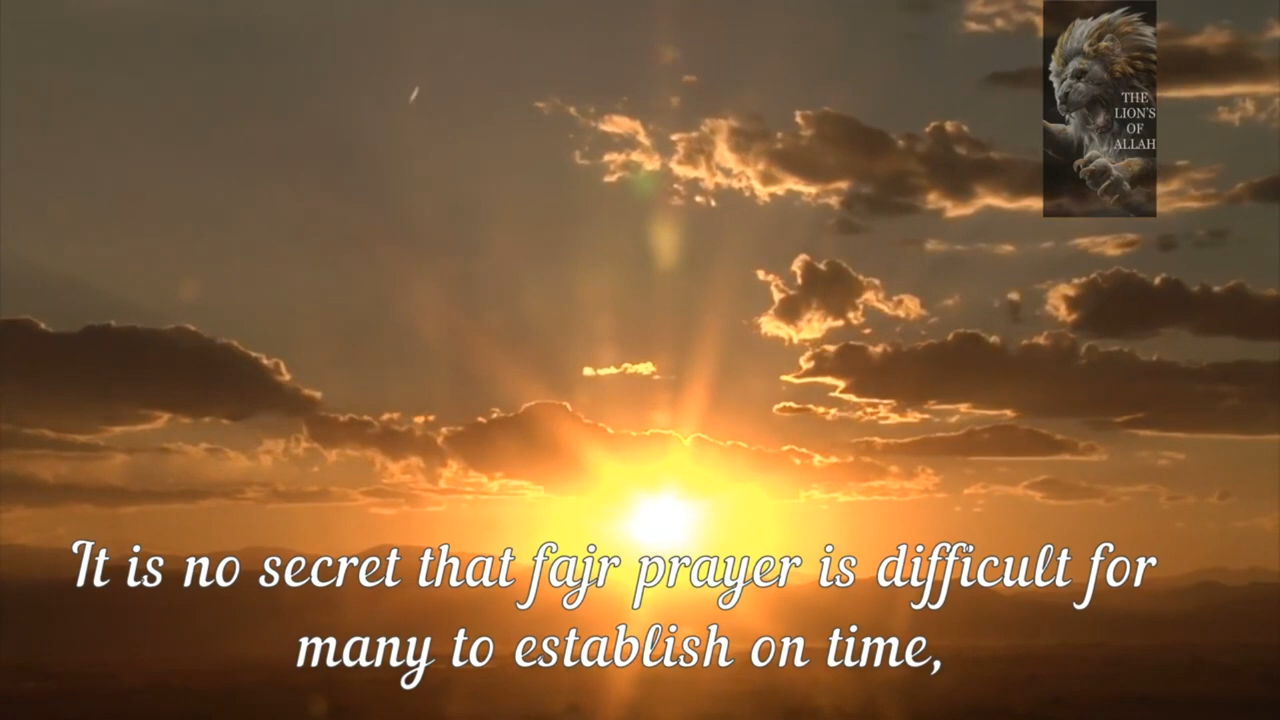 THE
LION'S
OF
ALLAH
It is no secret that fajr prayer is difficult for
many to establish on time,